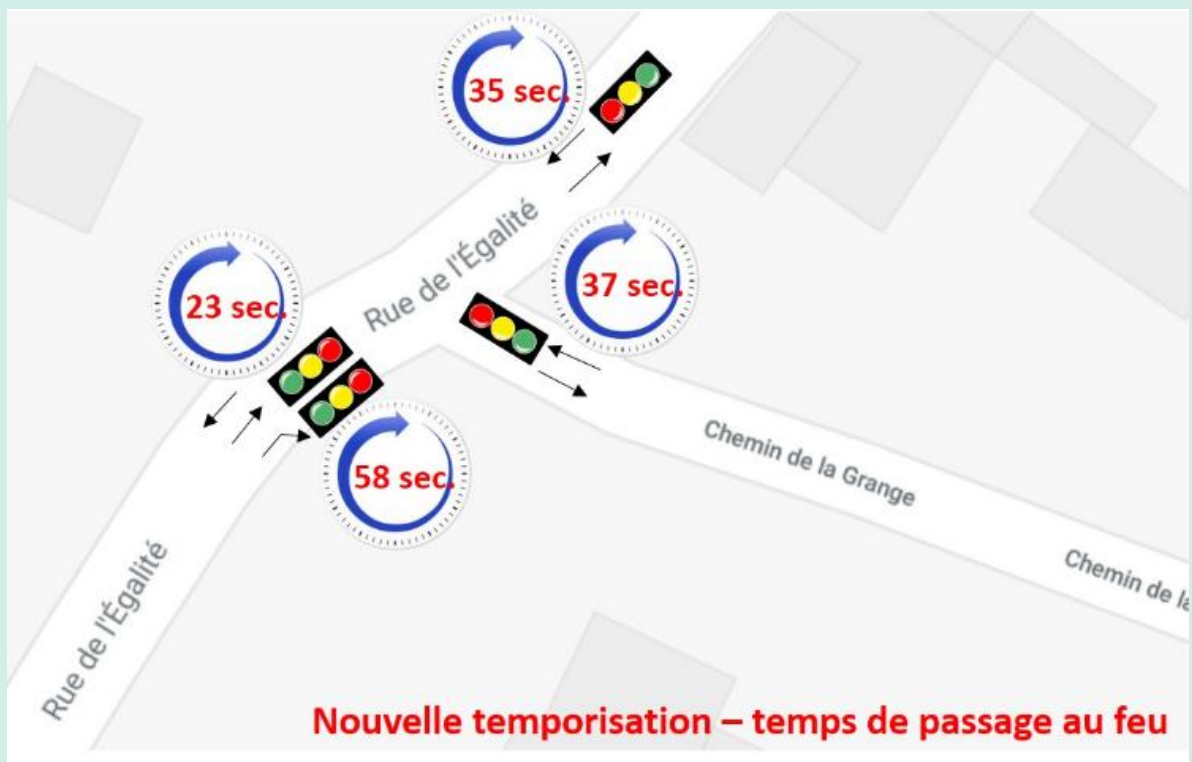 35 sec.
Rue de l'Égalité
37 sec.
23 sec.
58 sec.
Chemin de la Grange
Chemin de la
Rue de l'Égalité
Nouvelle temporisation – temps de passage au feu